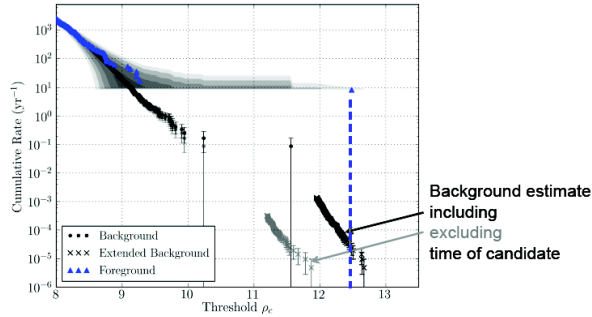 Cumulative Rate (yr⁻¹)
10³
10²
10¹
10⁰
10⁻¹
10⁻²
10⁻³
10⁻⁴
10⁻⁵
10⁻⁶
Background
Extended Background
Foreground
8 9 10 11 12 13
Threshold ρc
Background estimate
including
excluding
time of candidate